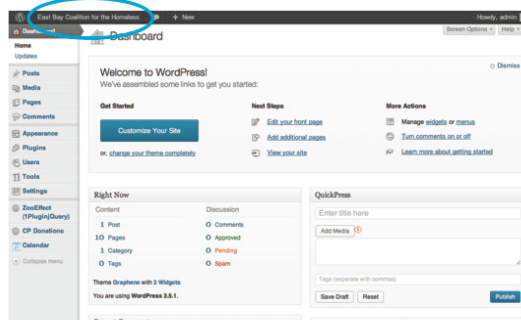 East Bay Coalition for the Homeless + New Howdy, admin
Dashboard
Screen Options Help
Home
Updates
Posts
Media
Pages
Comments
Appearance
Plugins
Users
Tools
Settings
ZooEffect
(1PluginjQuery)
CP Donations
Calendar
Collapse menu
Dashboard
Welcome to WordPress!
Dismiss
We've assembled some links to get you started:
Get Started
Customize Your Site
or, change your theme completely
Next Steps
Edit your front page
Add additional pages
View your site
More Actions
Manage widgets or menus
Turn comments on or off
Learn more about getting started
Right Now
Content Discussion
1 Post 0 Comments
10 Pages 0 Approved
1 Category 0 Pending
0 Tags 0 Spam
Theme Graphene with 2 Widgets
You are using WordPress 3.5.1.
QuickPress
Enter title here
Add Media
Tags (separate with commas)
Save Draft Reset Publish